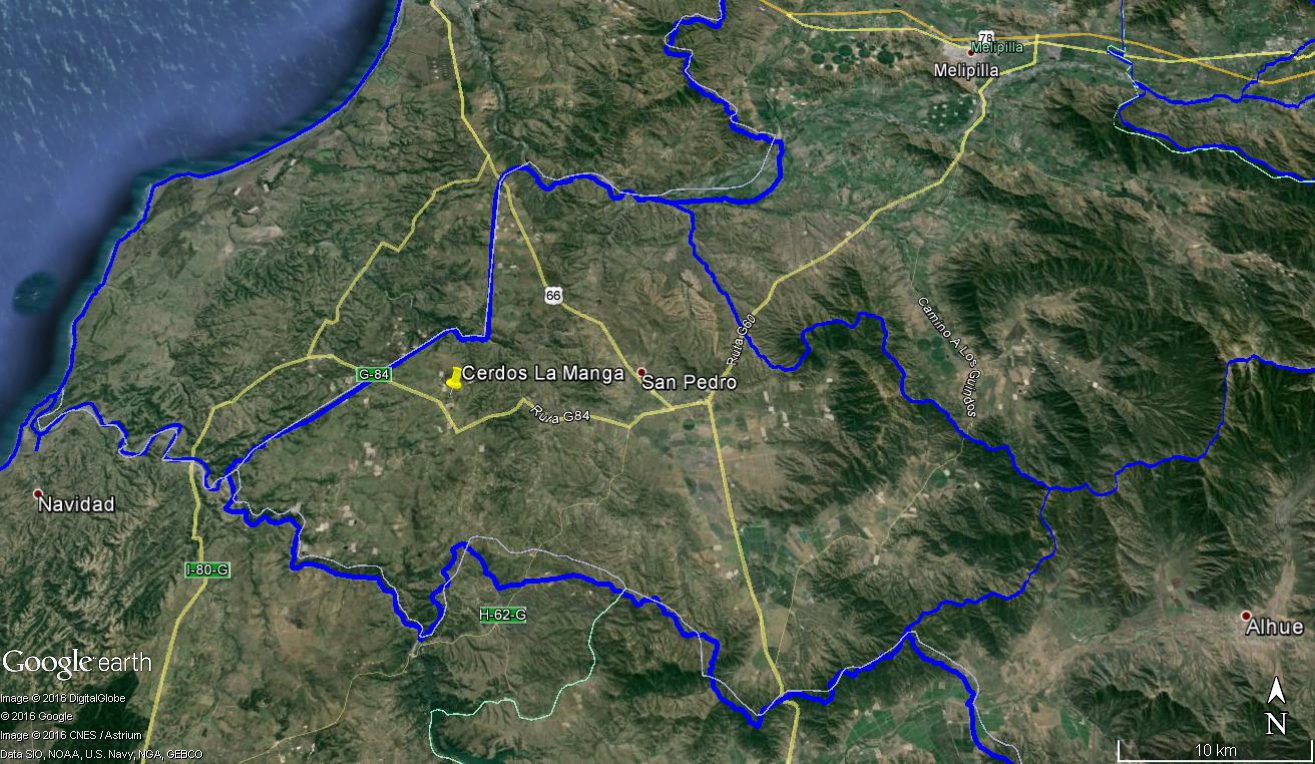 78
Melipilla
Melipilla
66
Ruta G60
Camino A Los Guindos
G-84
Cerdos La Manga
San Pedro
Ruta G84
Navidad
I-80-G
H-62-G
Alhue
Google earth
Image © 2016 DigitalGlobe
© 2016 Google
Image © 2016 CNES / Astrium
Data SIO, NOAA, U.S. Navy, NGA, GEBCO
N
10 km